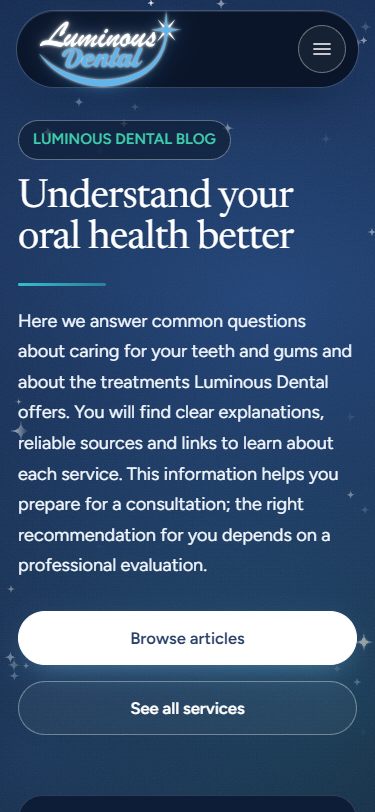 Luminous
Dental
LUMINOUS DENTAL BLOG
Understand your
oral health better
Here we answer common questions
about caring for your teeth and gums and
about the treatments Luminous Dental
offers. You will find clear explanations,
reliable sources and links to learn about
each service. This information helps you
prepare for a consultation; the right
recommendation for you depends on a
professional evaluation.
Browse articles
See all services